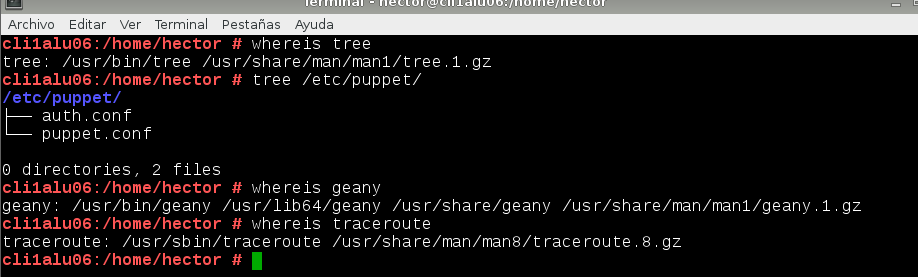 Terminal - hector@cli1alu06:/home/hector
Archivo Editar Ver Terminal Pestañas Ayuda
cli1alu06:/home/hector # whereis tree
tree: /usr/bin/tree /usr/share/man/man1/tree.1.gz
cli1alu06:/home/hector # tree /etc/puppet/
/etc/puppet/
├── auth.conf
└── puppet.conf
0 directories, 2 files
cli1alu06:/home/hector # whereis geany
geany: /usr/bin/geany /usr/lib64/geany /usr/share/geany /usr/share/man/man1/geany.1.gz
cli1alu06:/home/hector # whereis traceroute
traceroute: /usr/sbin/traceroute /usr/share/man/man8/traceroute.8.gz
cli1alu06:/home/hector #